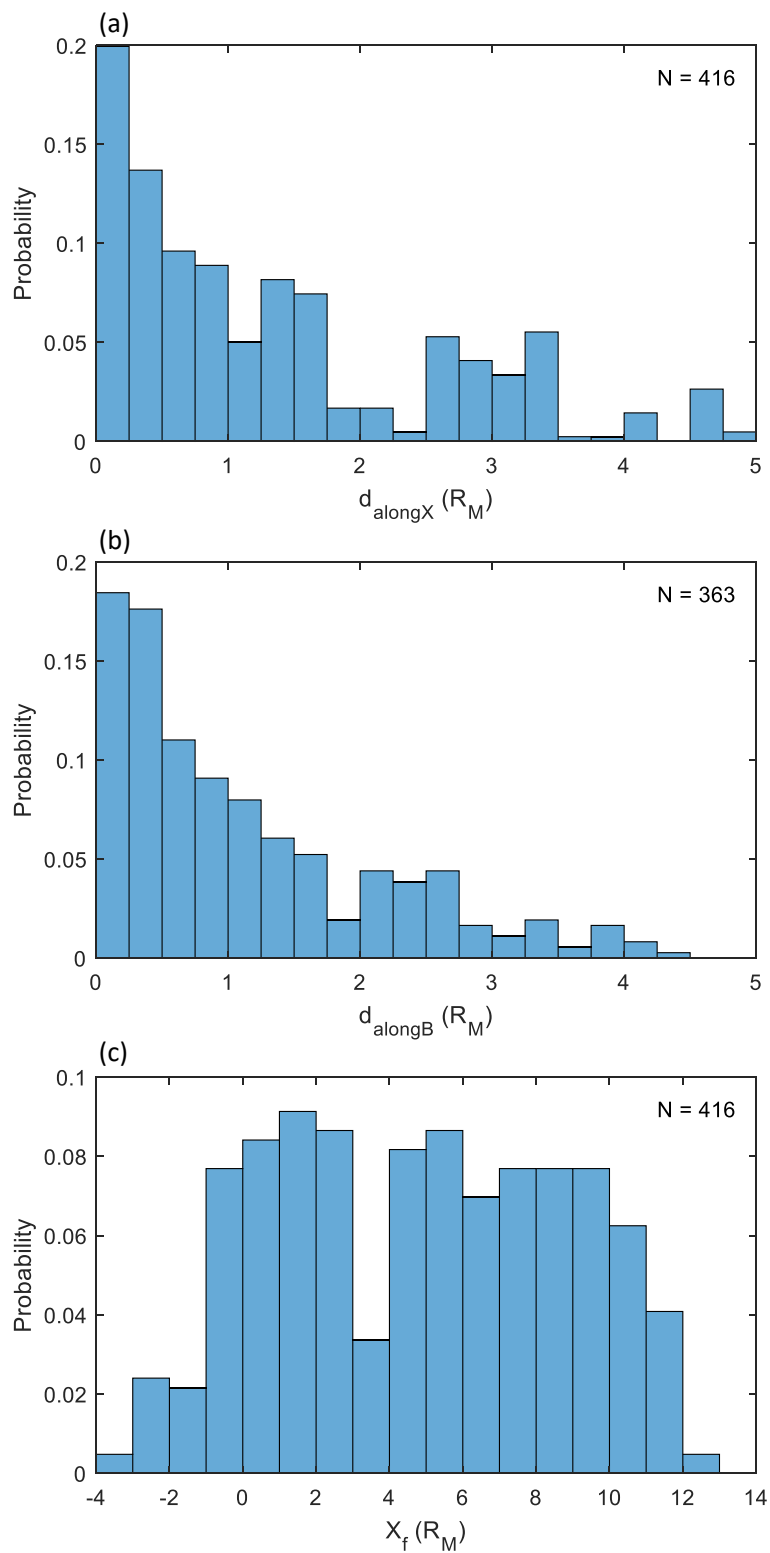 (a)
0.2
N = 416
0.15
0.1
0.05
0
Probability
0 1 2 3 4 5
d_alongX (R_M)
(b)
0.2
N = 363
0.15
0.1
0.05
0
Probability
0 1 2 3 4 5
d_alongB (R_M)
(c)
0.1
N = 416
0.08
0.06
0.04
0.02
0
Probability
-4 -2 0 2 4 6 8 10 12 14
X_f (R_M)